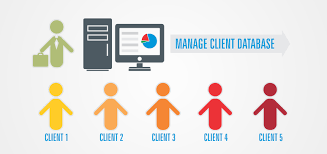 MANAGE CLIENT DATABASE
CLIENT 1
CLIENT 2
CLIENT 3
CLIENT 4
CLIENT 5